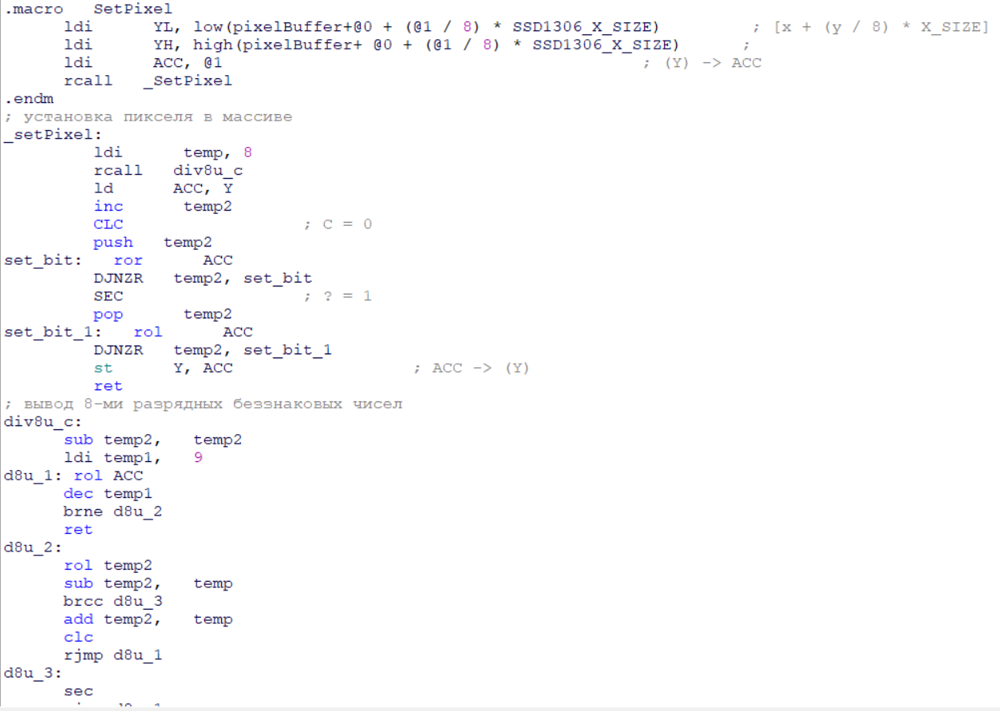 .macro SetPixel
ldi YL, low(pixelBuffer+@0 + (@1 / 8) * SSD1306_X_SIZE) ; [x + (y / 8) * X_SIZE]
ldi YH, high(pixelBuffer+ @0 + (@1 / 8) * SSD1306_X_SIZE) ;
ldi ACC, @1 ; (Y) -> ACC
rcall _SetPixel
.endm
; установка пикселя в массиве
_setPixel:
ldi temp, 8
rcall div8u_c
ld ACC, Y
inc temp2
CLC ; C = 0
push temp2
set_bit: ror ACC
DJNZR temp2, set_bit
SEC ; ? = 1
pop temp2
set_bit_1: rol ACC
DJNZR temp2, set_bit_1
st Y, ACC ; ACC -> (Y)
ret
; вывод 8-ми разрядных беззнаковых чисел
div8u_c:
sub temp2, temp2
ldi temp1, 9
d8u_1: rol ACC
dec temp1
brne d8u_2
ret
d8u_2:
rol temp2
sub temp2, temp
brcc d8u_3
add temp2, temp
clc
rjmp d8u_1
d8u_3:
sec